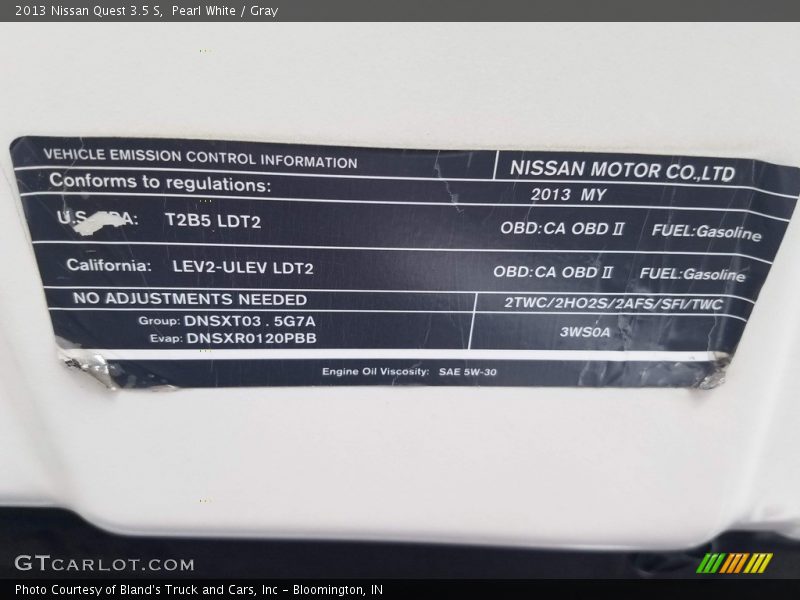 2013 Nissan Quest 3.5 S, Pearl White / Gray
VEHICLE EMISSION CONTROL INFORMATION
NISSAN MOTOR CO.,LTD
Conforms to regulations:
2013 MY
T2B5 LDT2
OBD:CA OBD II
FUEL:Gasoline
California: LEV2-ULEV LDT2
OBD:CA OBD II
FUEL:Gasoline
NO ADJUSTMENTS NEEDED
2TWC/2HO2S/2AFS/SFI/TWC
Group: DNSXT03.5G7A
3WS0A
Evap: DNSXR0120PBB
Engine Oil Viscosity: SAE 5W-30
GTCARLOT.COM
Photo Courtesy of Bland's Truck and Cars, Inc - Bloomington, IN